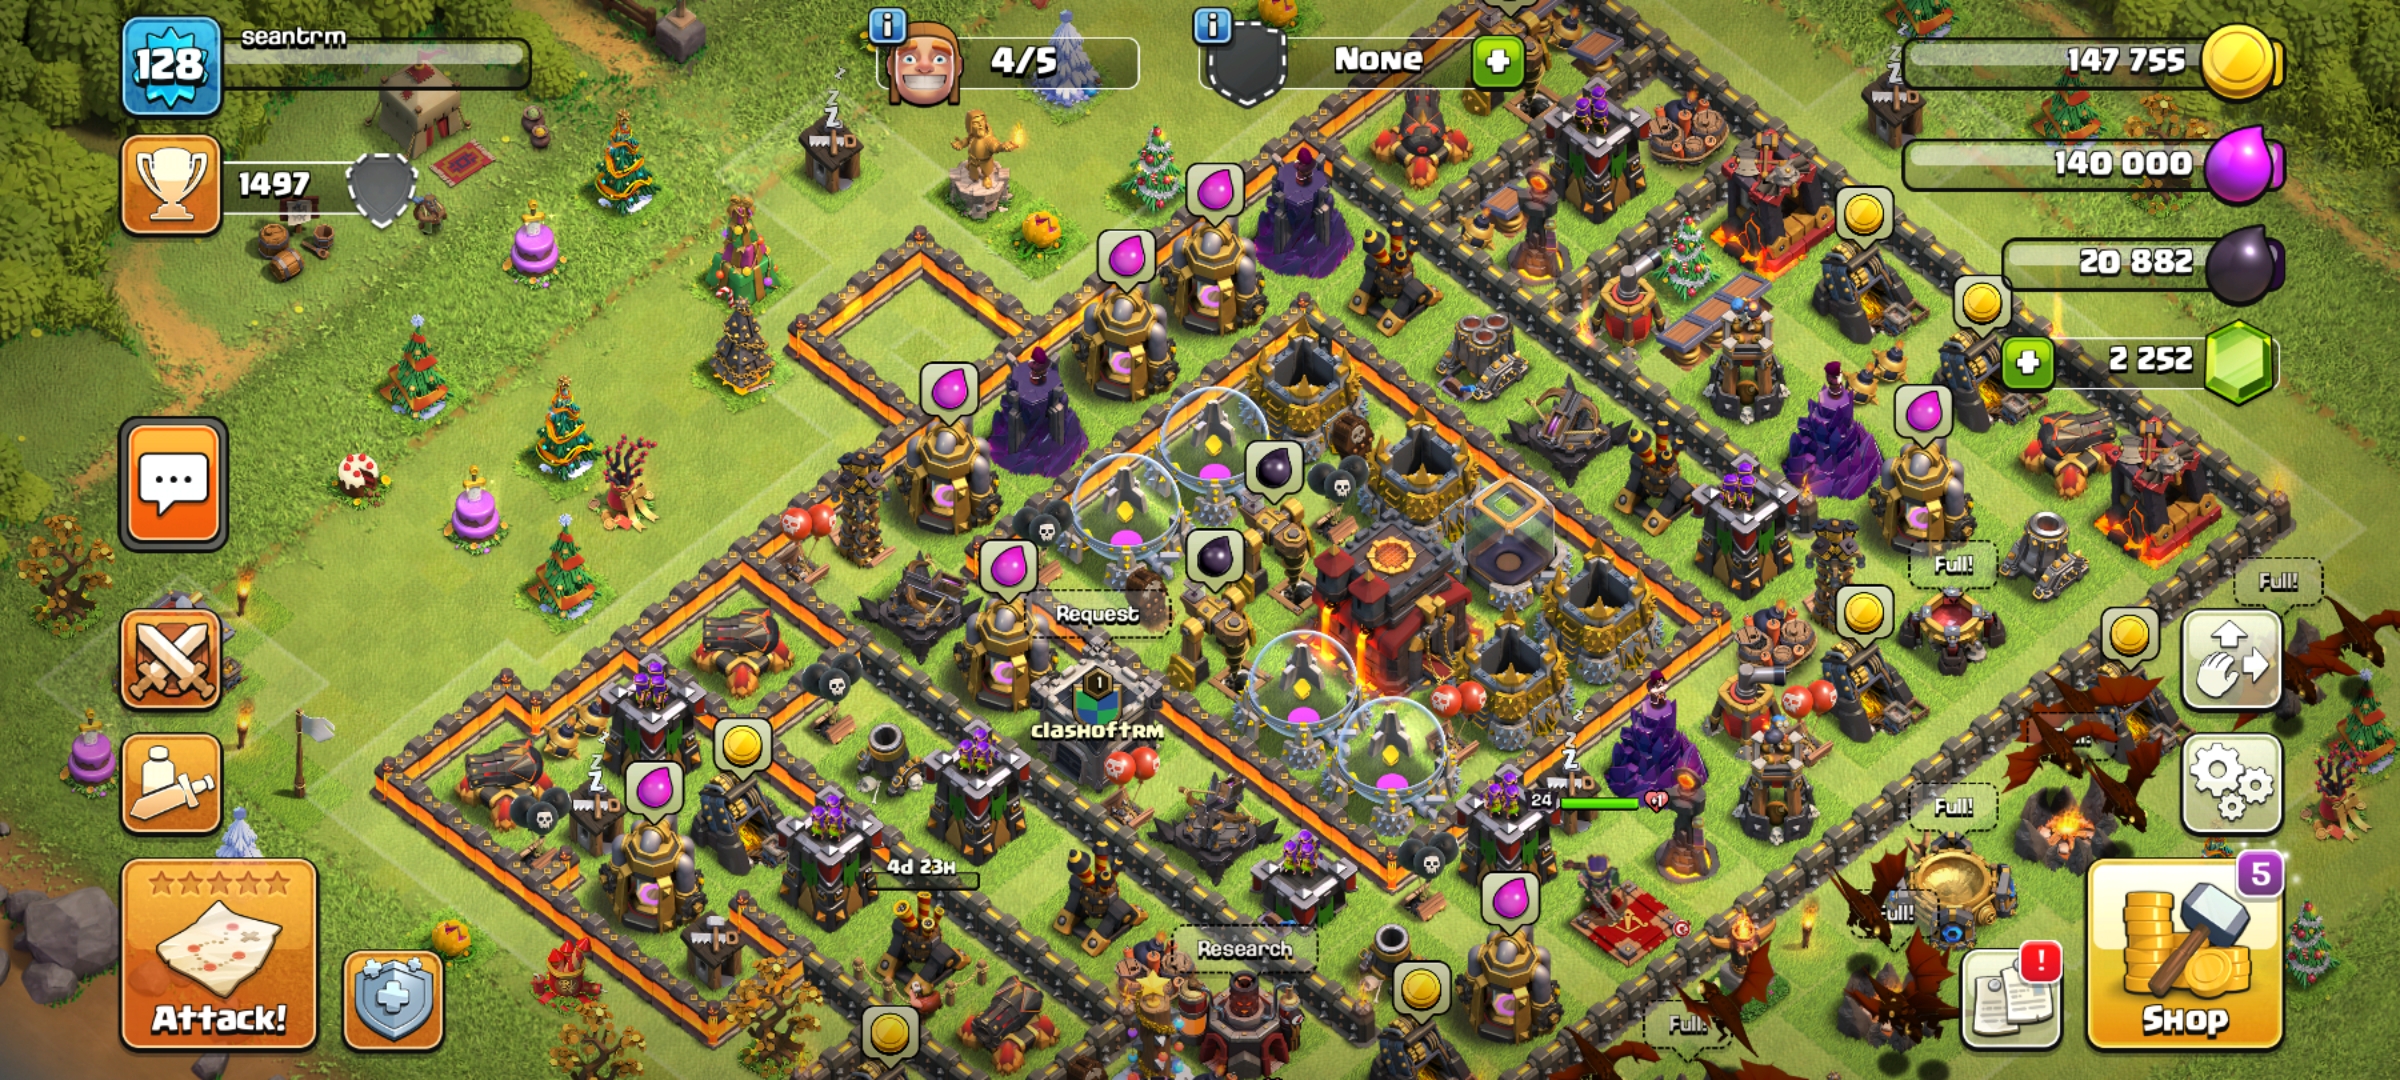 128
seantrm
4/5
None
147 755
1497
140 000
20 882
2 252
Full!
Full!
Request
1
clashoftrm
24
Full!
4d 23h
5
Full!
Research
Attack!
Shop
Full!